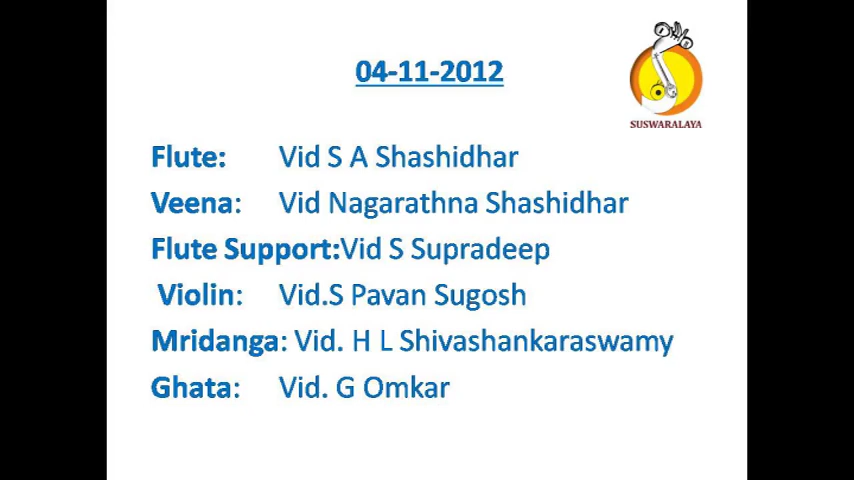 04-11-2012
SUSWARALAYA
Flute: Vid S A Shashidhar
Veena: Vid Nagarathna Shashidhar
Flute Support:Vid S Supradeep
Violin: Vid.S Pavan Sugosh
Mridanga: Vid. H L Shivashankaraswamy
Ghata: Vid. G Omkar